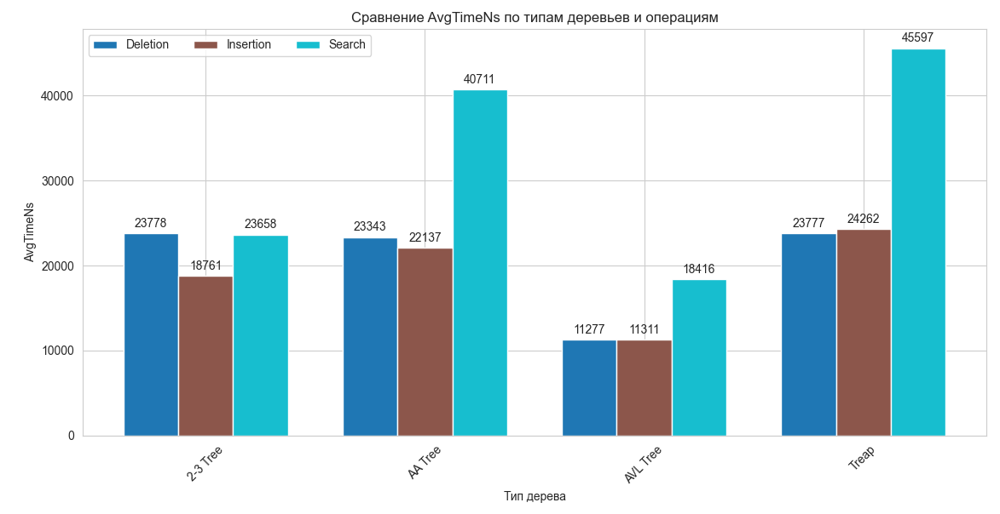 Сравнение AvgTimeNs по типам деревьев и операциям
Deletion Insertion Search
AvgTimeNs
40000
30000
20000
10000
0
23778 18761 23658
23343 22137 40711
11277 11311 18416
23777 24262 45597
2-3 Tree AA Tree AVL Tree Treap
Тип дерева